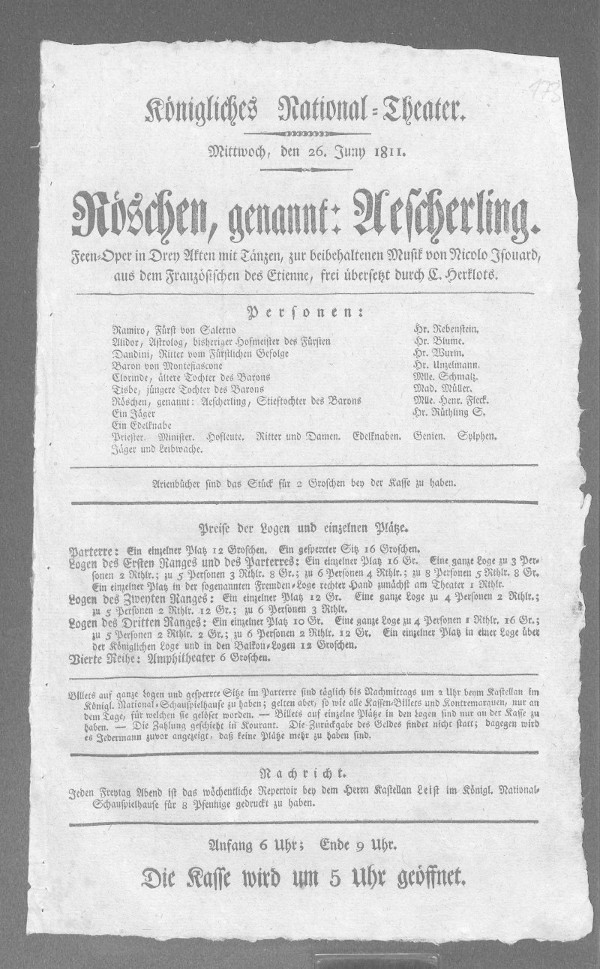 173
Königliches National-Theater.
Mittwoch, den 26. Juny 1811.
Röschen, genannt: Aescherling.
Feen-Oper in Drey Akten mit Tänzen, zur beibehaltenen Musik von Nicolo Isouard,
aus dem Französischen des Etienne, frei übersetzt durch C. Herklots.
Personen:
Ramiro, Fürst von Salerno Hr. Rebenstein.
Alidor, Astrolog, bisheriger Hofmeister des Fürsten Hr. Blume.
Dandini, Ritter vom Fürstlichen Gefolge Hr. Wurm.
Baron von Montefiascone Hr. Unzelmann.
Clorinde, ältere Tochter des Barons Mlle. Schmalz.
Tisbe, jüngere Tochter des Barons Mad. Müller.
Röschen, genannt: Aescherling, Stieftochter des Barons Mlle. Henr. Fleck.
Ein Jäger Hr. Rüthling S.
Ein Edelknabe
Priester. Minister. Hofleute. Ritter und Damen. Edelknaben. Genien. Sylphen.
Jäger und Leibwache.
Arienbücher sind das Stück für 2 Groschen bey der Kasse zu haben.
Preise der Logen und einzelnen Plätze.
Parterre: Ein einzelner Platz 12 Groschen. Ein gesperrter Sitz 16 Groschen.
Logen des Ersten Ranges und des Parterres: Ein einzelner Platz 16 Gr. Eine ganze Loge zu 3 Per-
sonen 2 Rthlr.; zu 5 Personen 3 Rthlr. 8 Gr.; zu 6 Personen 4 Rthlr.; zu 8 Personen 5 Rthlr. 8 Gr.
Ein einzelner Platz in der sogenannten Fremden-Loge rechter Hand zunächst am Theater 1 Rthlr.
Logen des Zweyten Ranges: Ein einzelner Platz 12 Gr. Eine ganze Loge zu 4 Personen 2 Rthlr.;
zu 5 Personen 2 Rthlr. 12 Gr.; zu 6 Personen 3 Rthlr.
Logen des Dritten Ranges: Ein einzelner Platz 10 Gr. Eine ganze Loge zu 4 Personen 1 Rthlr. 16 Gr.;
zu 5 Personen 2 Rthlr. 2 Gr.; zu 6 Personen 2 Rthlr. 12 Gr. Ein einzelner Platz in einer Loge über
der Königlichen Loge und in den Balkon-Logen 12 Groschen.
Vierte Reihe: Amphitheater 6 Groschen.
Billets auf ganze Logen und gesperrte Sitze im Parterre sind täglich bis Nachmittags um 2 Uhr beym Kastellan im
Königl. National-Schauspielhause zu haben; gelten aber, so wie alle Kassen-Billets und Kontremarquen, nur an
dem Tage, für welchen sie gelöset worden. — Billets auf einzelne Plätze in den Logen sind nur an der Kasse zu
haben. — Die Zahlung geschieht in Kourant. Die Zurückgabe des Geldes findet nicht statt; dagegen wird
es Jedermann zuvor angezeigt, daß keine Plätze mehr zu haben sind.
Nachricht.
Jeden Freytag Abend ist das wöchentliche Repertoir bey dem Herrn Kastellan Leist im Königl. National-
Schauspielhause für 8 Pfennige gedruckt zu haben.
Anfang 6 Uhr; Ende 9 Uhr.
Die Kasse wird um 5 Uhr geöffnet.